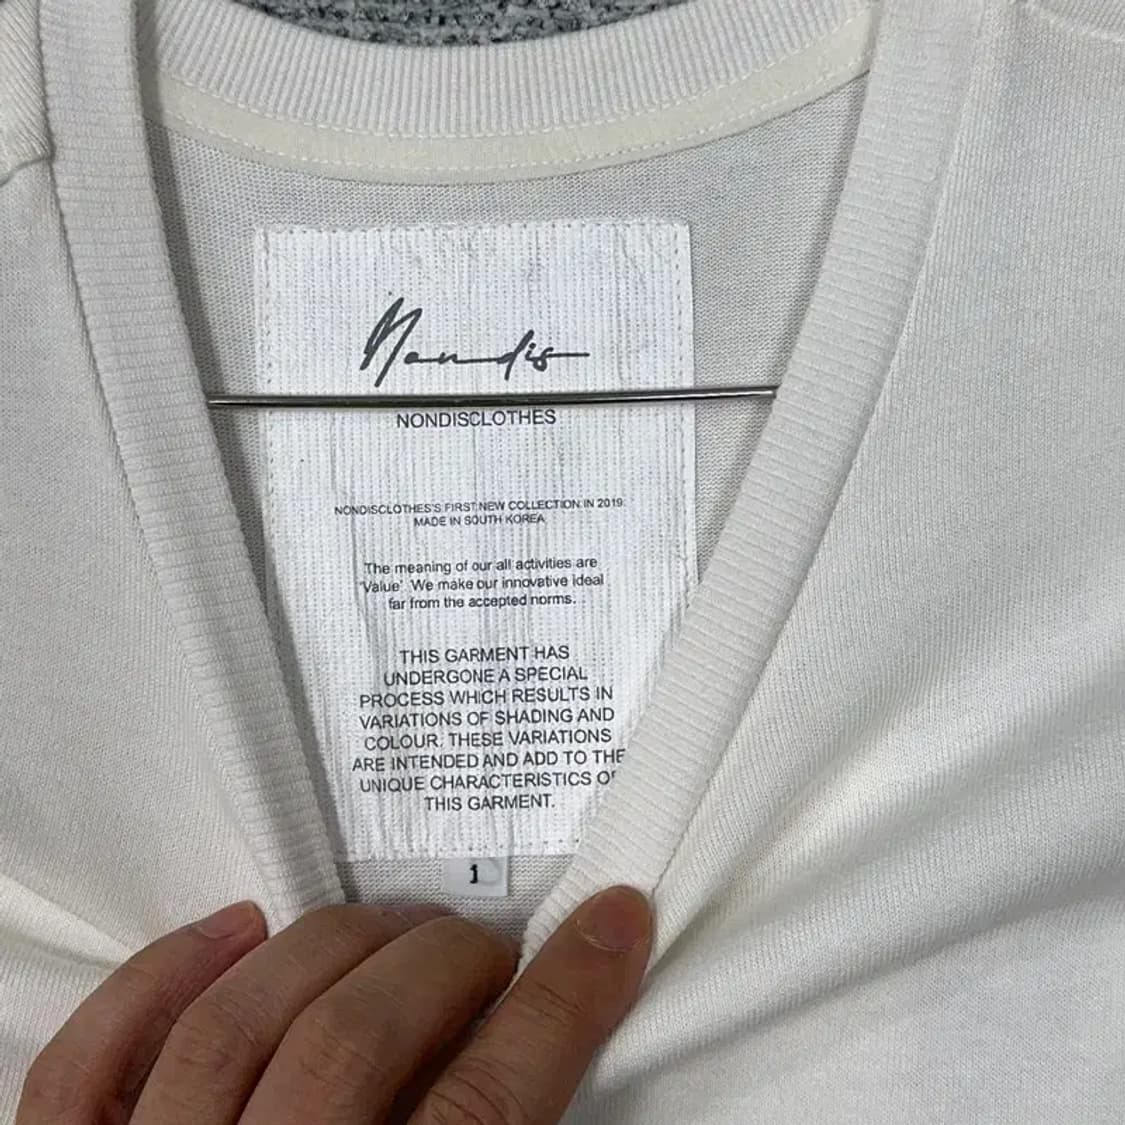 Nondis
NONDISCLOTHES
NONDISCLOTHES'S FIRST NEW COLLECTION IN 2019.
MADE IN SOUTH KOREA
The meaning of our all activities are
'Value'. We make our innovative ideal
far from the accepted norms.
THIS GARMENT HAS
UNDERGONE A SPECIAL
PROCESS WHICH RESULTS IN
VARIATIONS OF SHADING AND
COLOUR. THESE VARIATIONS
ARE INTENDED AND ADD TO THE
UNIQUE CHARACTERISTICS OF
THIS GARMENT.
1